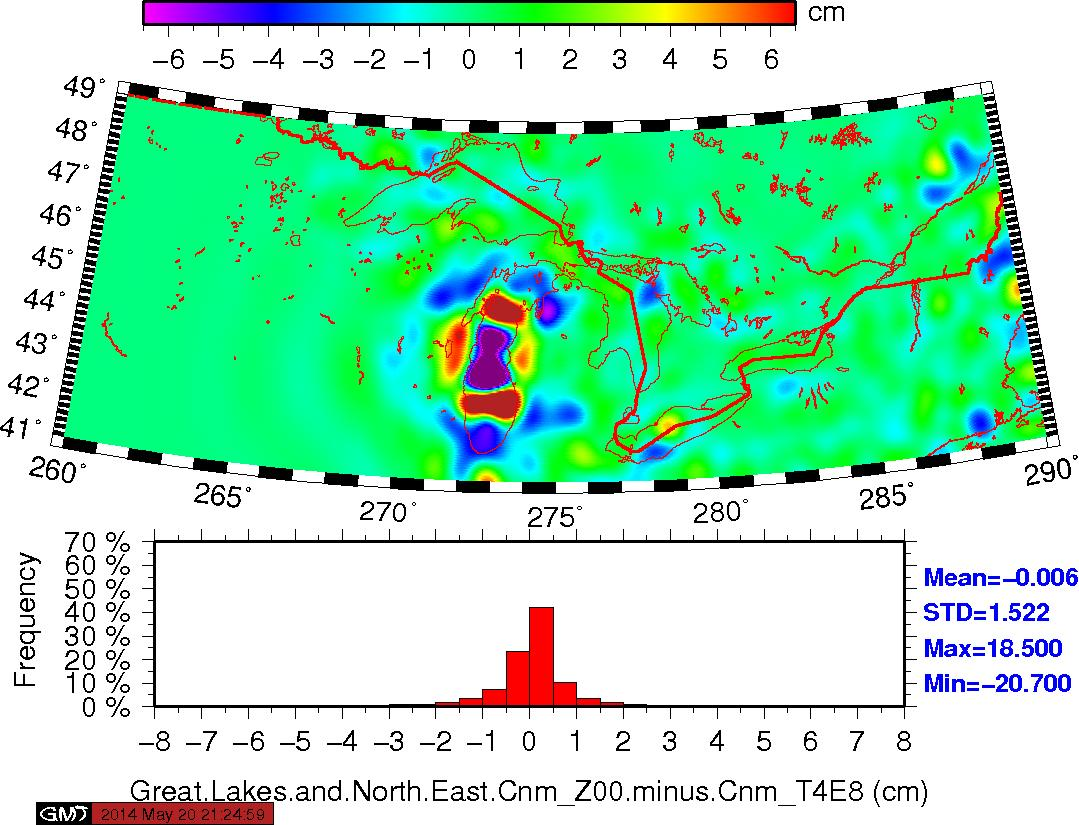 cm
−6 −5 −4 −3 −2 −1 0 1 2 3 4 5 6
49°
48°
47°
46°
45°
44°
43°
42°
41°
260° 265° 270° 275° 280° 285° 290°
Frequency
70 %
60 %
50 %
40 %
30 %
20 %
10 %
0 %
Mean=−0.006
STD=1.522
Max=18.500
Min=−20.700
−8 −7 −6 −5 −4 −3 −2 −1 0 1 2 3 4 5 6 7 8
Great.Lakes.and.North.East.Cnm_Z00.minus.Cnm_T4E8 (cm)
GMT 2014 May 20 21:24:59